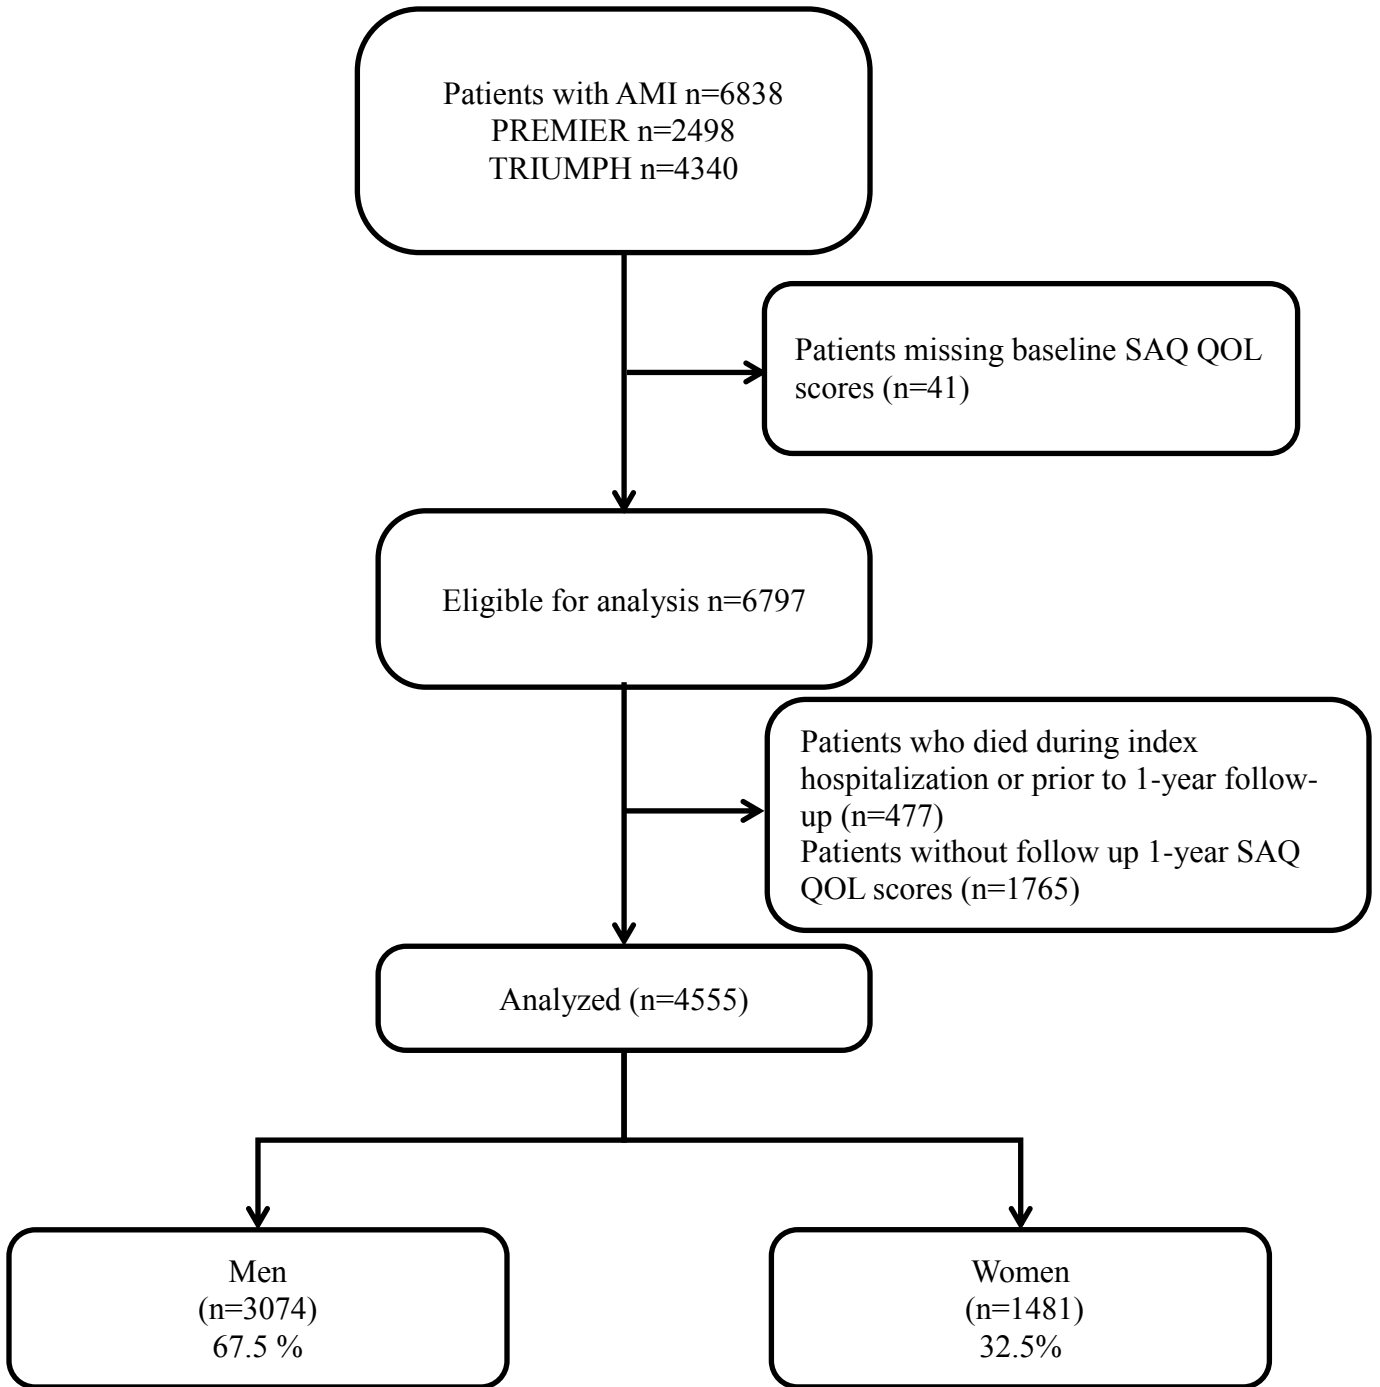 Patients with AMI n=6838
PREMIER n=2498
TRIUMPH n=4340
Patients missing baseline SAQ QOL
scores (n=41)
Eligible for analysis n=6797
Patients who died during index
hospitalization or prior to 1-year follow-
up (n=477)
Patients without follow up 1-year SAQ
QOL scores (n=1765)
Analyzed (n=4555)
Men
(n=3074)
67.5 %
Women
(n=1481)
32.5%